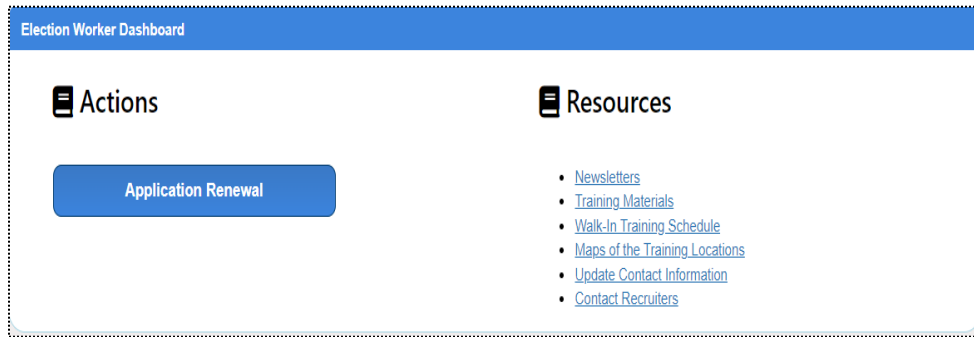 Election Worker Dashboard
Actions
Application Renewal
Resources
Newsletters
Training Materials
Walk-In Training Schedule
Maps of the Training Locations
Update Contact Information
Contact Recruiters